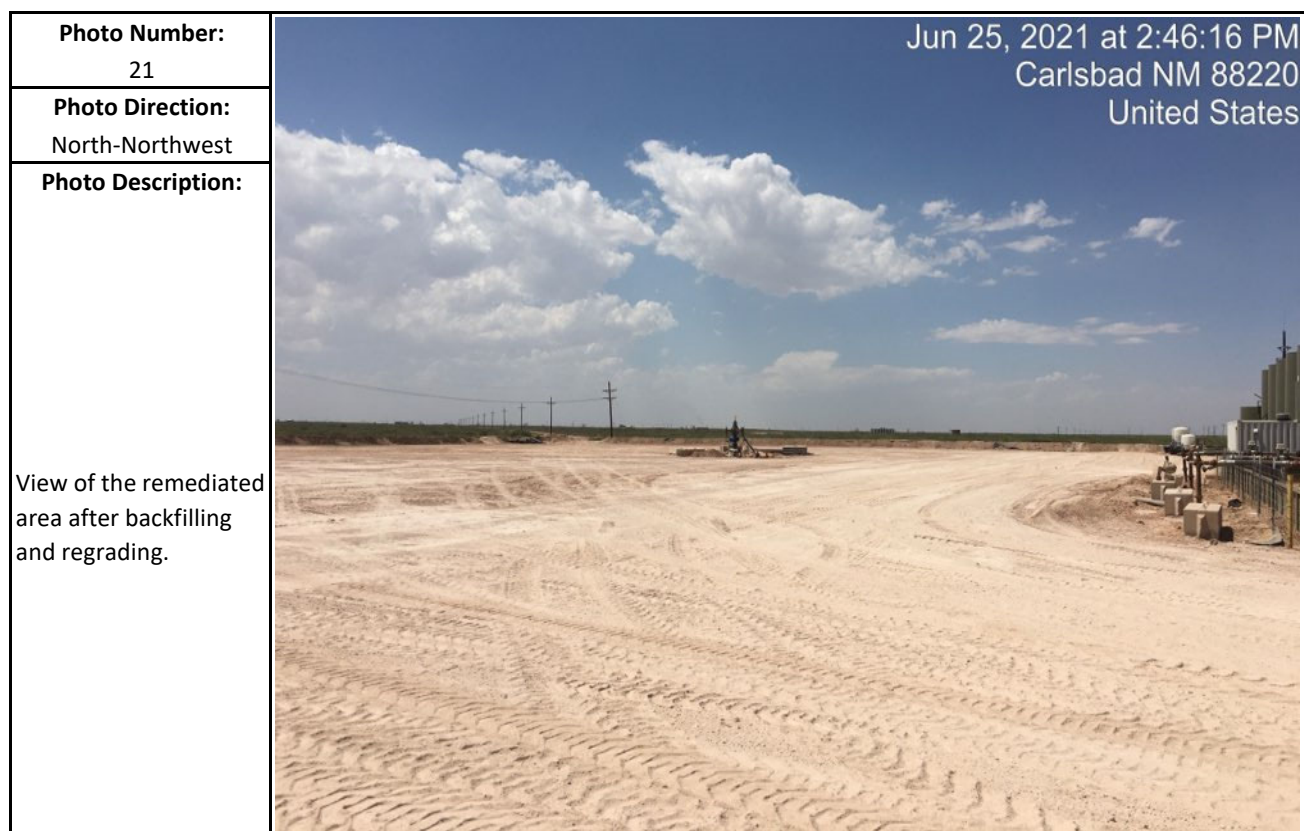 Photo Number:
21
Photo Direction:
North-Northwest
Photo Description:
View of the remediated
area after backfilling
and regrading.
Jun 25, 2021 at 2:46:16 PM
Carlsbad NM 88220
United States